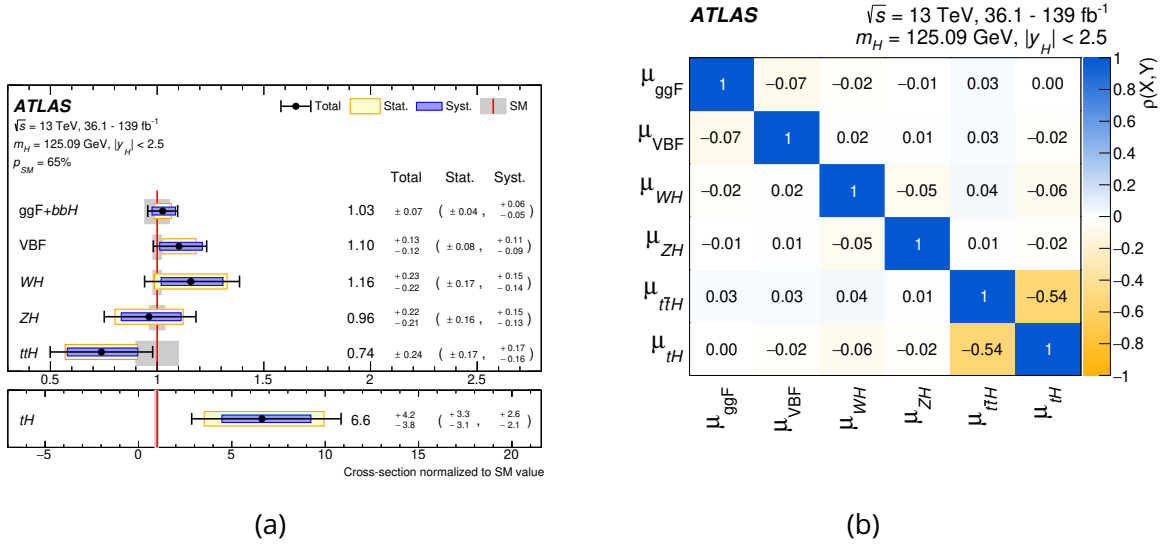 ATLAS
Total Stat. Syst. SM
√s = 13 TeV, 36.1 - 139 fb⁻¹
m_H = 125.09 GeV, |y_H| < 2.5
p_SM = 65%
Total Stat. Syst.
ggF+bbH 1.03 ± 0.07 ( ± 0.04 , +0.06 −0.05 )
VBF 1.10 +0.13 −0.12 ( ± 0.08 , +0.11 −0.09 )
WH 1.16 +0.23 −0.22 ( ± 0.17 , +0.15 −0.14 )
ZH 0.96 +0.22 −0.21 ( ± 0.16 , +0.15 −0.13 )
ttH 0.74 ± 0.24 ( ± 0.17 , +0.17 −0.16 )
0.5 1 1.5 2 2.5
tH 6.6 +4.2 −3.8 ( +3.3 −3.1 , +2.6 −2.1 )
−5 0 5 10 15 20
Cross-section normalized to SM value
(a)
ATLAS
√s = 13 TeV, 36.1 - 139 fb⁻¹
m_H = 125.09 GeV, |y_H| < 2.5
μ_ggF 1 −0.07 −0.02 −0.01 0.03 0.00
μ_VBF −0.07 1 0.02 0.01 0.03 −0.02
μ_WH −0.02 0.02 1 −0.05 0.04 −0.06
μ_ZH −0.01 0.01 −0.05 1 0.01 −0.02
μ_tt̄H 0.03 0.03 0.04 0.01 1 −0.54
μ_tH 0.00 −0.02 −0.06 −0.02 −0.54 1
μ_ggF μ_VBF μ_WH μ_ZH μ_tt̄H μ_tH
1
0.8
0.6
0.4
0.2
0
−0.2
−0.4
−0.6
−0.8
−1
ρ(X,Y)
(b)